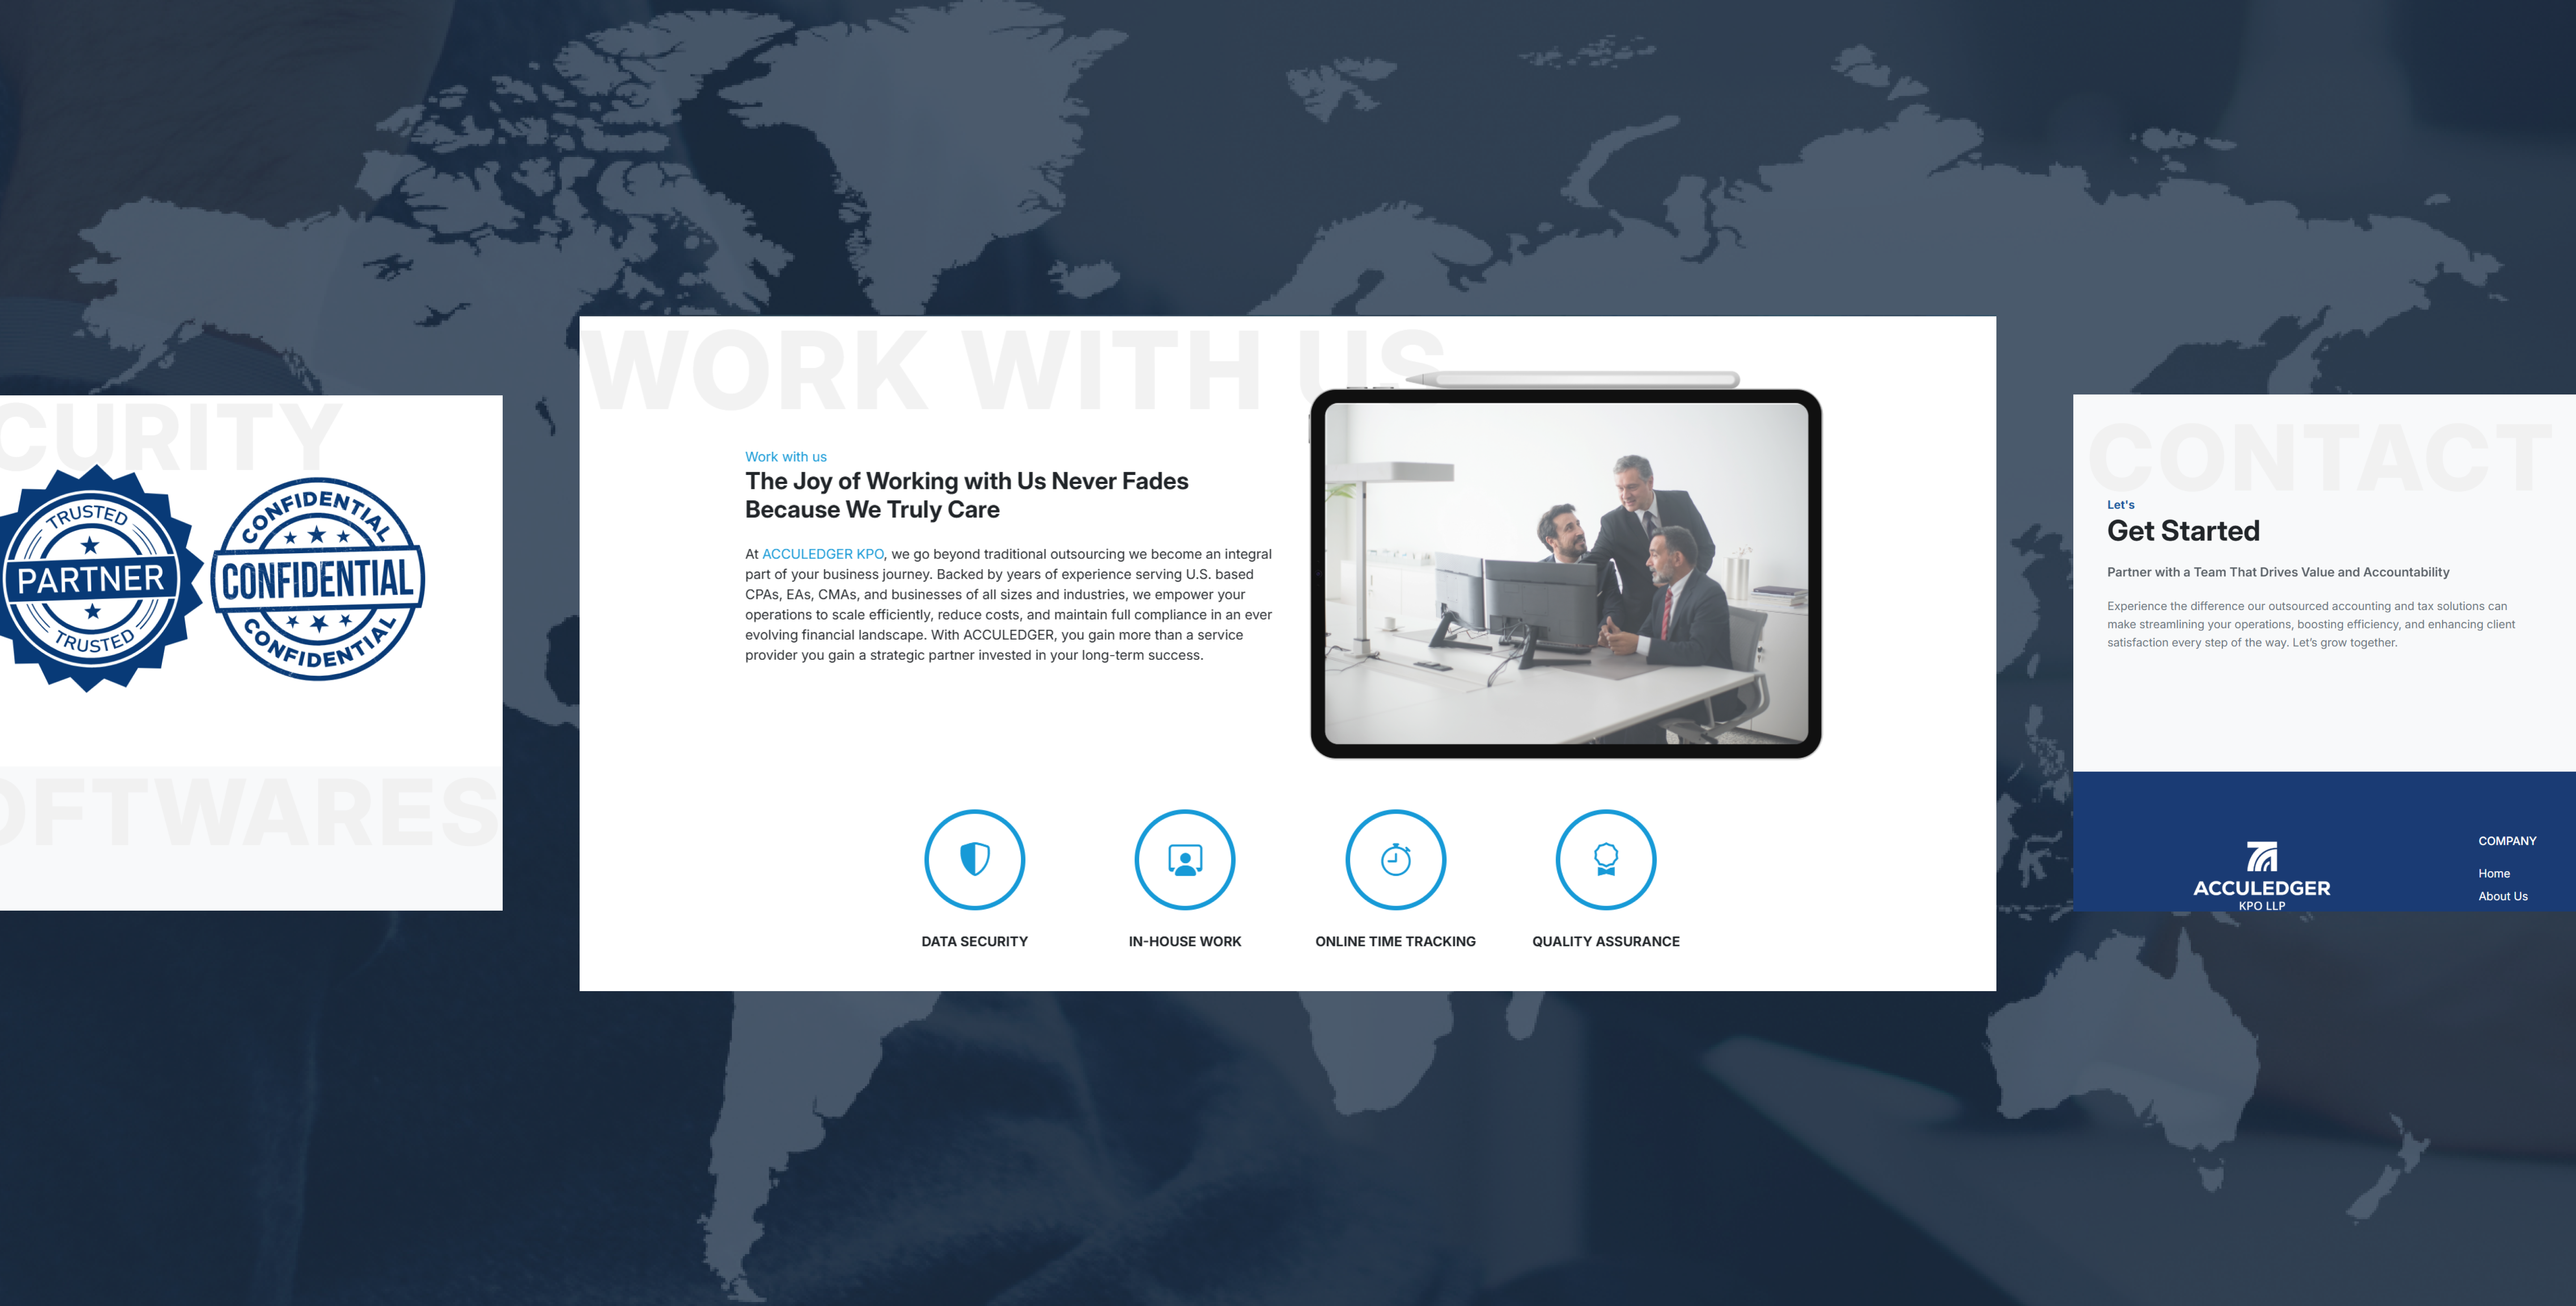 CURITY
TRUSTED
PARTNER
TRUSTED
CONFIDENTIAL
CONFIDENTIAL
CONFIDENTIAL
OFTWARES
WORK WITH US
Work with us
The Joy of Working with Us Never Fades
Because We Truly Care
At ACCULEDGER KPO, we go beyond traditional outsourcing we become an integral
part of your business journey. Backed by years of experience serving U.S. based
CPAs, EAs, CMAs, and businesses of all sizes and industries, we empower your
operations to scale efficiently, reduce costs, and maintain full compliance in an ever
evolving financial landscape. With ACCULEDGER, you gain more than a service
provider you gain a strategic partner invested in your long-term success.
DATA SECURITY
IN-HOUSE WORK
ONLINE TIME TRACKING
QUALITY ASSURANCE
CONTACT
Let's
Get Started
Partner with a Team That Drives Value and Accountability
Experience the difference our outsourced accounting and tax solutions can
make streamlining your operations, boosting efficiency, and enhancing client
satisfaction every step of the way. Let's grow together.
ACCULEDGER
KPO LLP
COMPANY
Home
About Us